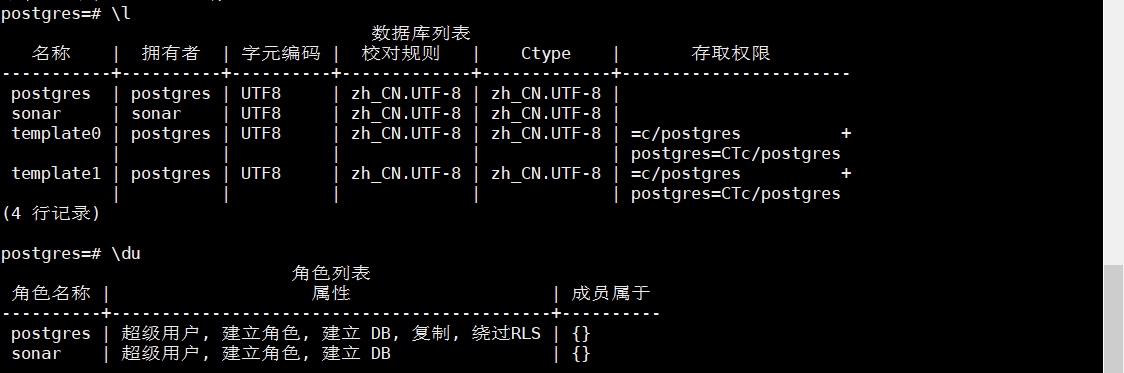 postgres=# \l
数据库列表
名称 | 拥有者 | 字元编码 | 校对规则 | Ctype | 存取权限
-----------+----------+----------+-------------+-------------+-----------------------
postgres | postgres | UTF8 | zh_CN.UTF-8 | zh_CN.UTF-8 |
sonar | sonar | UTF8 | zh_CN.UTF-8 | zh_CN.UTF-8 |
template0 | postgres | UTF8 | zh_CN.UTF-8 | zh_CN.UTF-8 | =c/postgres +
| | | | | postgres=CTc/postgres
template1 | postgres | UTF8 | zh_CN.UTF-8 | zh_CN.UTF-8 | =c/postgres +
| | | | | postgres=CTc/postgres
(4 行记录)
postgres=# \du
角色列表
角色名称 | 属性 | 成员属于
----------+--------------------------------------------+----------
postgres | 超级用户, 建立角色, 建立 DB, 复制, 绕过RLS | {}
sonar | 超级用户, 建立角色, 建立 DB | {}